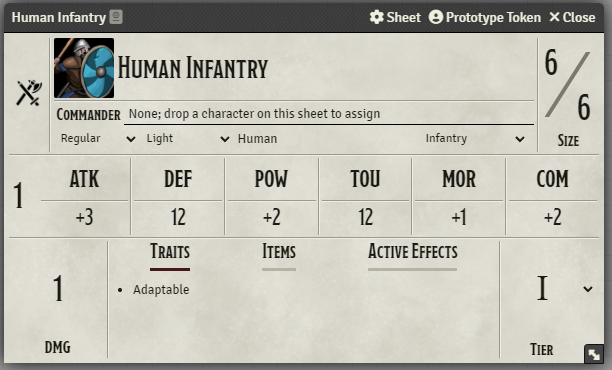 Human Infantry Sheet Prototype Token Close
Human Infantry
Commander None; drop a character on this sheet to assign
Regular Light Human Infantry
6 / 6
Size
ATK DEF POW TOU MOR COM
1 +3 12 +2 12 +1 +2
Traits Items Active Effects
• Adaptable
1
DMG
I
Tier